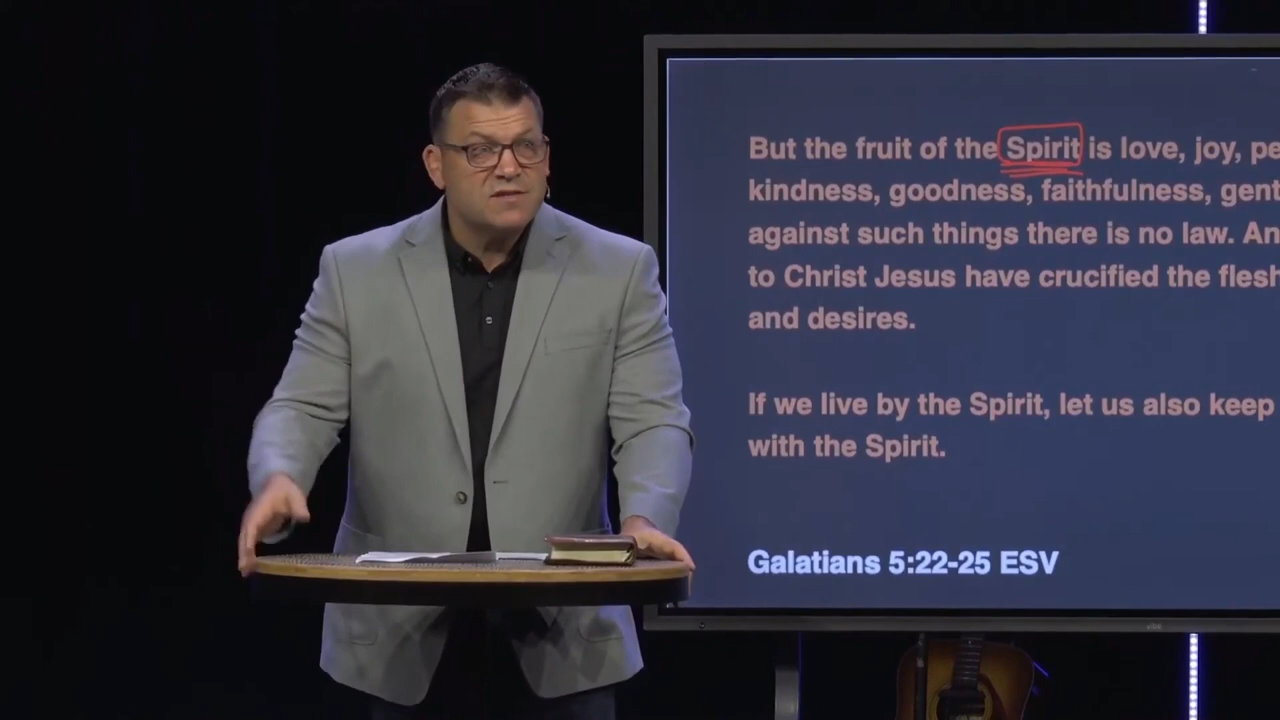 But the fruit of the Spirit is love, joy, pe
kindness, goodness, faithfulness, gent
against such things there is no law. An
to Christ Jesus have crucified the flesh
and desires.
If we live by the Spirit, let us also keep
with the Spirit.
Galatians 5:22-25 ESV